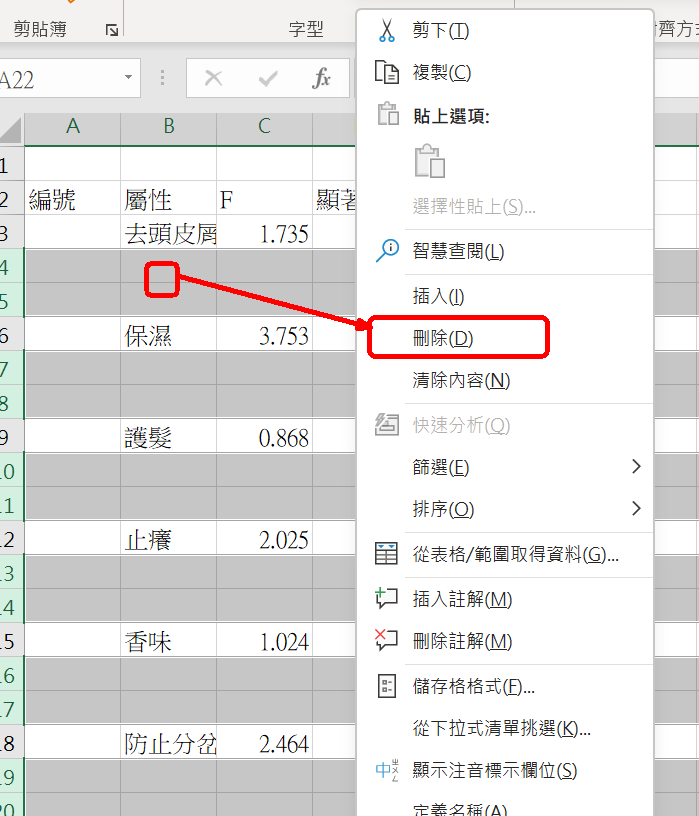 剪貼簿
字型
對齊方式
A22
fx
A B C
1
2 編號 屬性 F 顯著
3 去頭皮屑 1.735
4
5
6 保濕 3.753
7
8
9 護髮 0.868
10
11
12 止癢 2.025
13
14
15 香味 1.024
16
17
18 防止分岔 2.464
19
20
剪下(T)
複製(C)
貼上選項:
選擇性貼上(S)...
智慧查閱(L)
插入(I)
刪除(D)
清除內容(N)
快速分析(Q)
篩選(E)
排序(O)
從表格/範圍取得資料(G)...
插入註解(M)
刪除註解(M)
儲存格格式(F)...
從下拉式清單挑選(K)...
顯示注音標示欄位(S)
定義名稱(A)